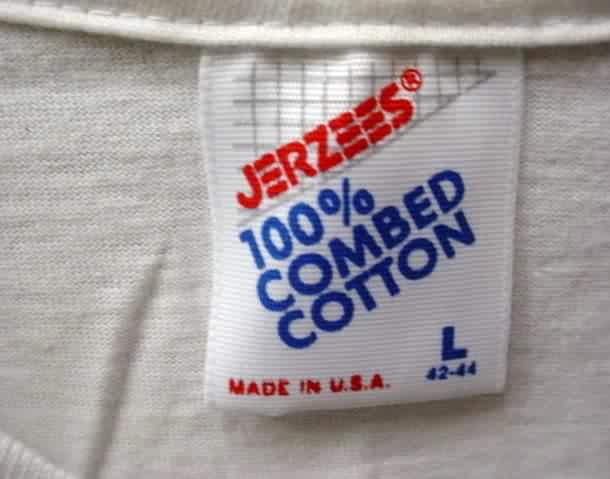 JERZEES®
100%
COMBED
COTTON
L
42-44
MADE IN U.S.A.